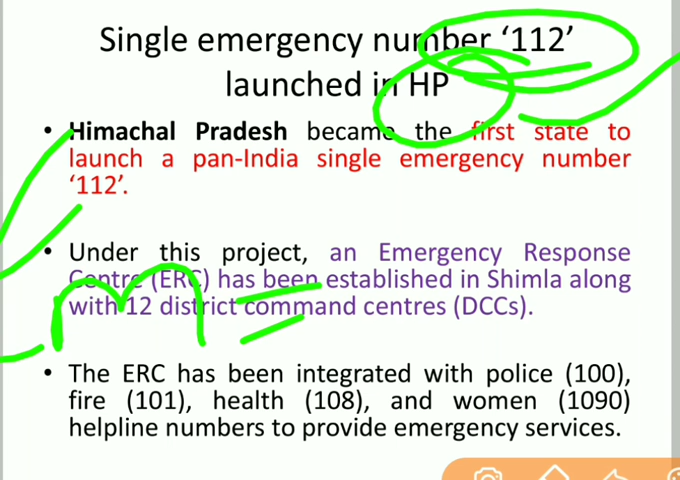 Single emergency number ‘112’
launched in HP
• Himachal Pradesh became the first state to
launch a pan-India single emergency number
‘112’.
• Under this project, an Emergency Response
Centre (ERC) has been established in Shimla along
with 12 district command centres (DCCs).
• The ERC has been integrated with police (100),
fire (101), health (108), and women (1090)
helpline numbers to provide emergency services.